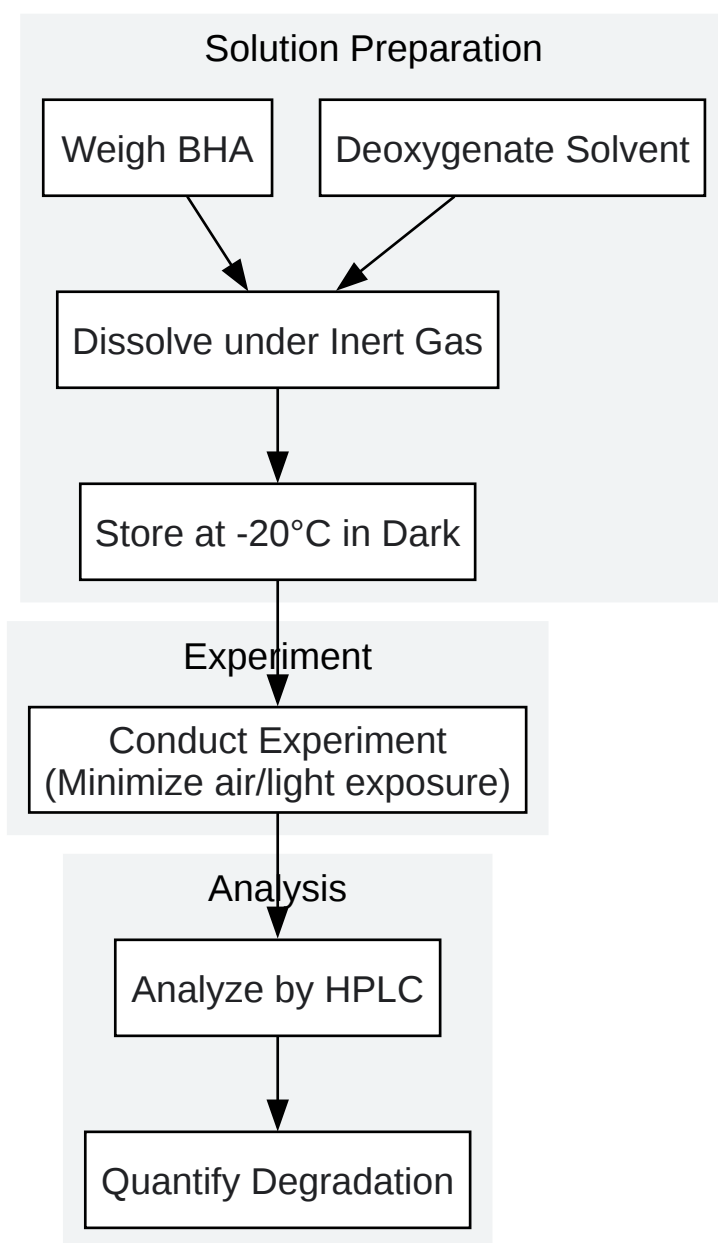 Solution Preparation
Weigh BHA
Deoxygenate Solvent
Dissolve under Inert Gas
Store at -20°C in Dark
Experiment
Conduct Experiment
(Minimize air/light exposure)
Analysis
Analyze by HPLC
Quantify Degradation